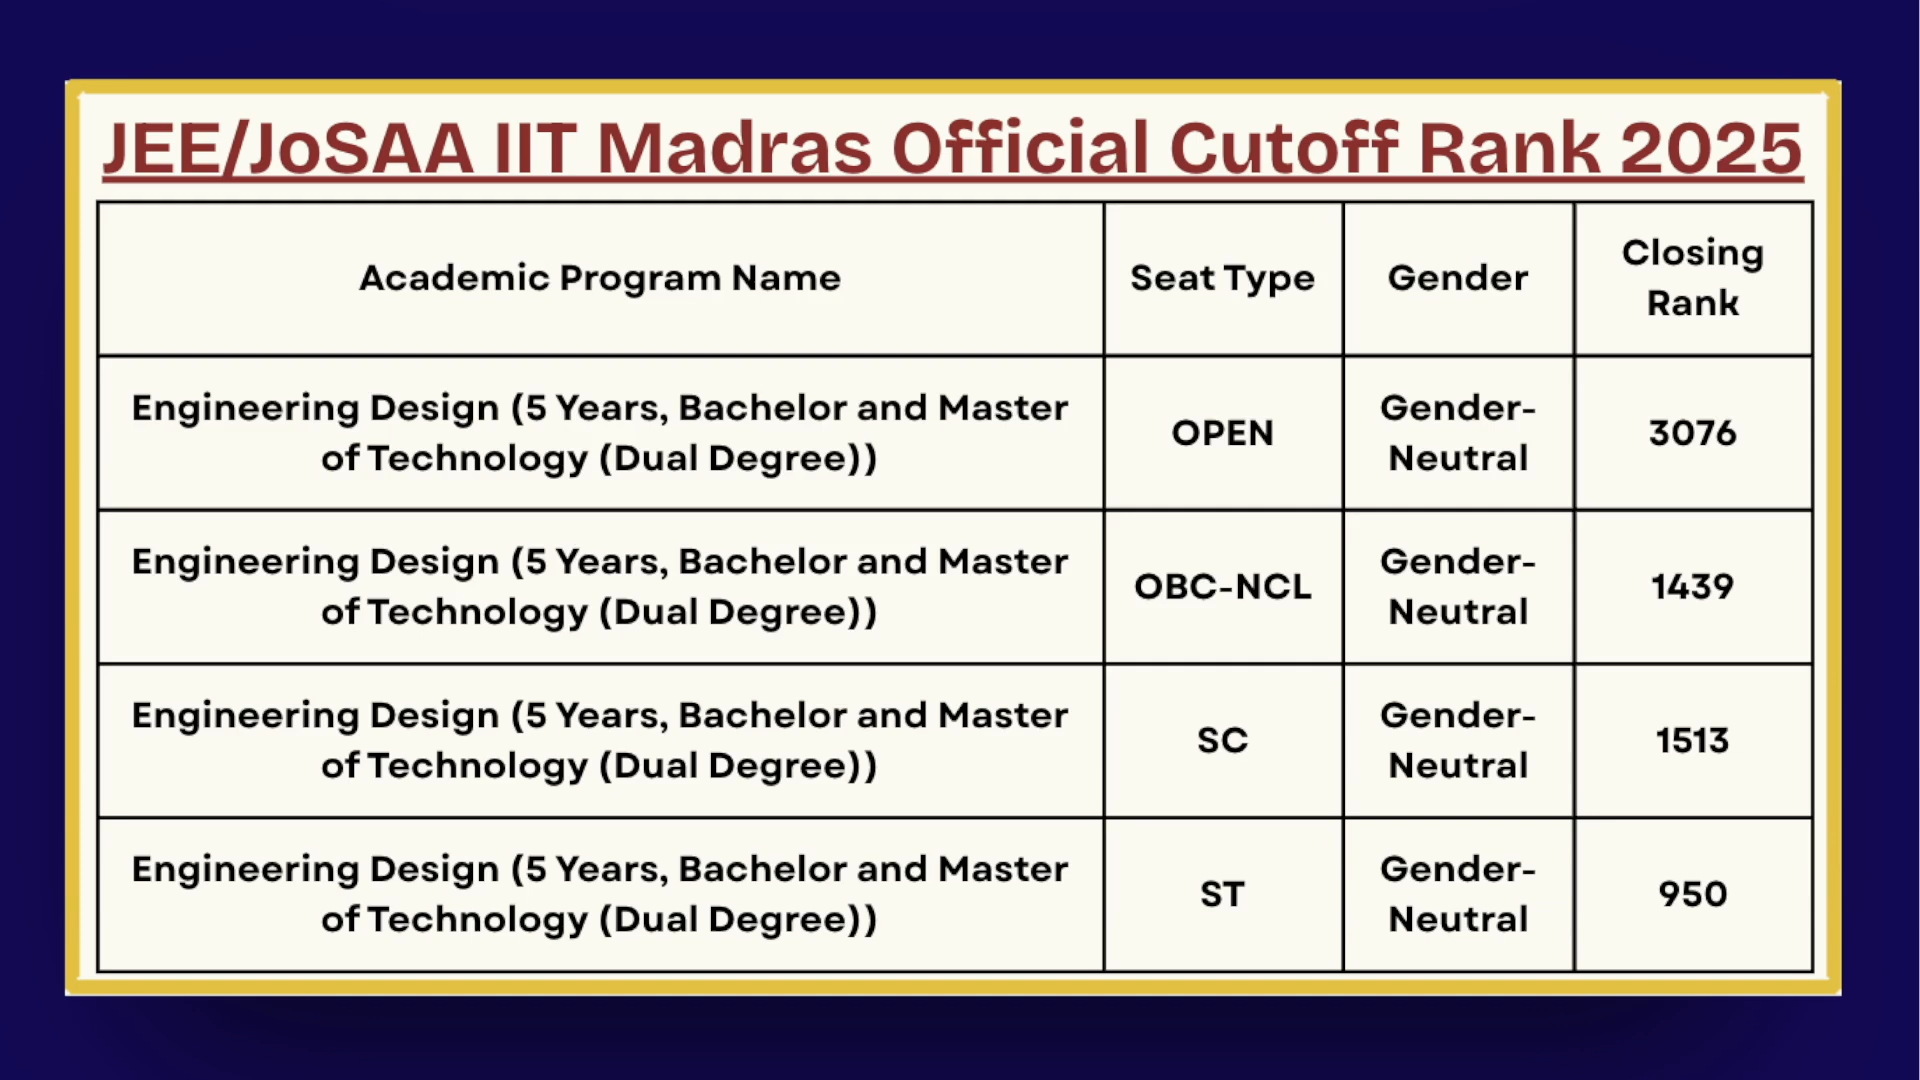 JEE/JoSAA IIT Madras Official Cutoff Rank 2025
Academic Program Name
Seat Type
Gender
Closing
Rank
Engineering Design (5 Years, Bachelor and Master
of Technology (Dual Degree))
OPEN
Gender-
Neutral
3076
Engineering Design (5 Years, Bachelor and Master
of Technology (Dual Degree))
OBC-NCL
Gender-
Neutral
1439
Engineering Design (5 Years, Bachelor and Master
of Technology (Dual Degree))
SC
Gender-
Neutral
1513
Engineering Design (5 Years, Bachelor and Master
of Technology (Dual Degree))
ST
Gender-
Neutral
950